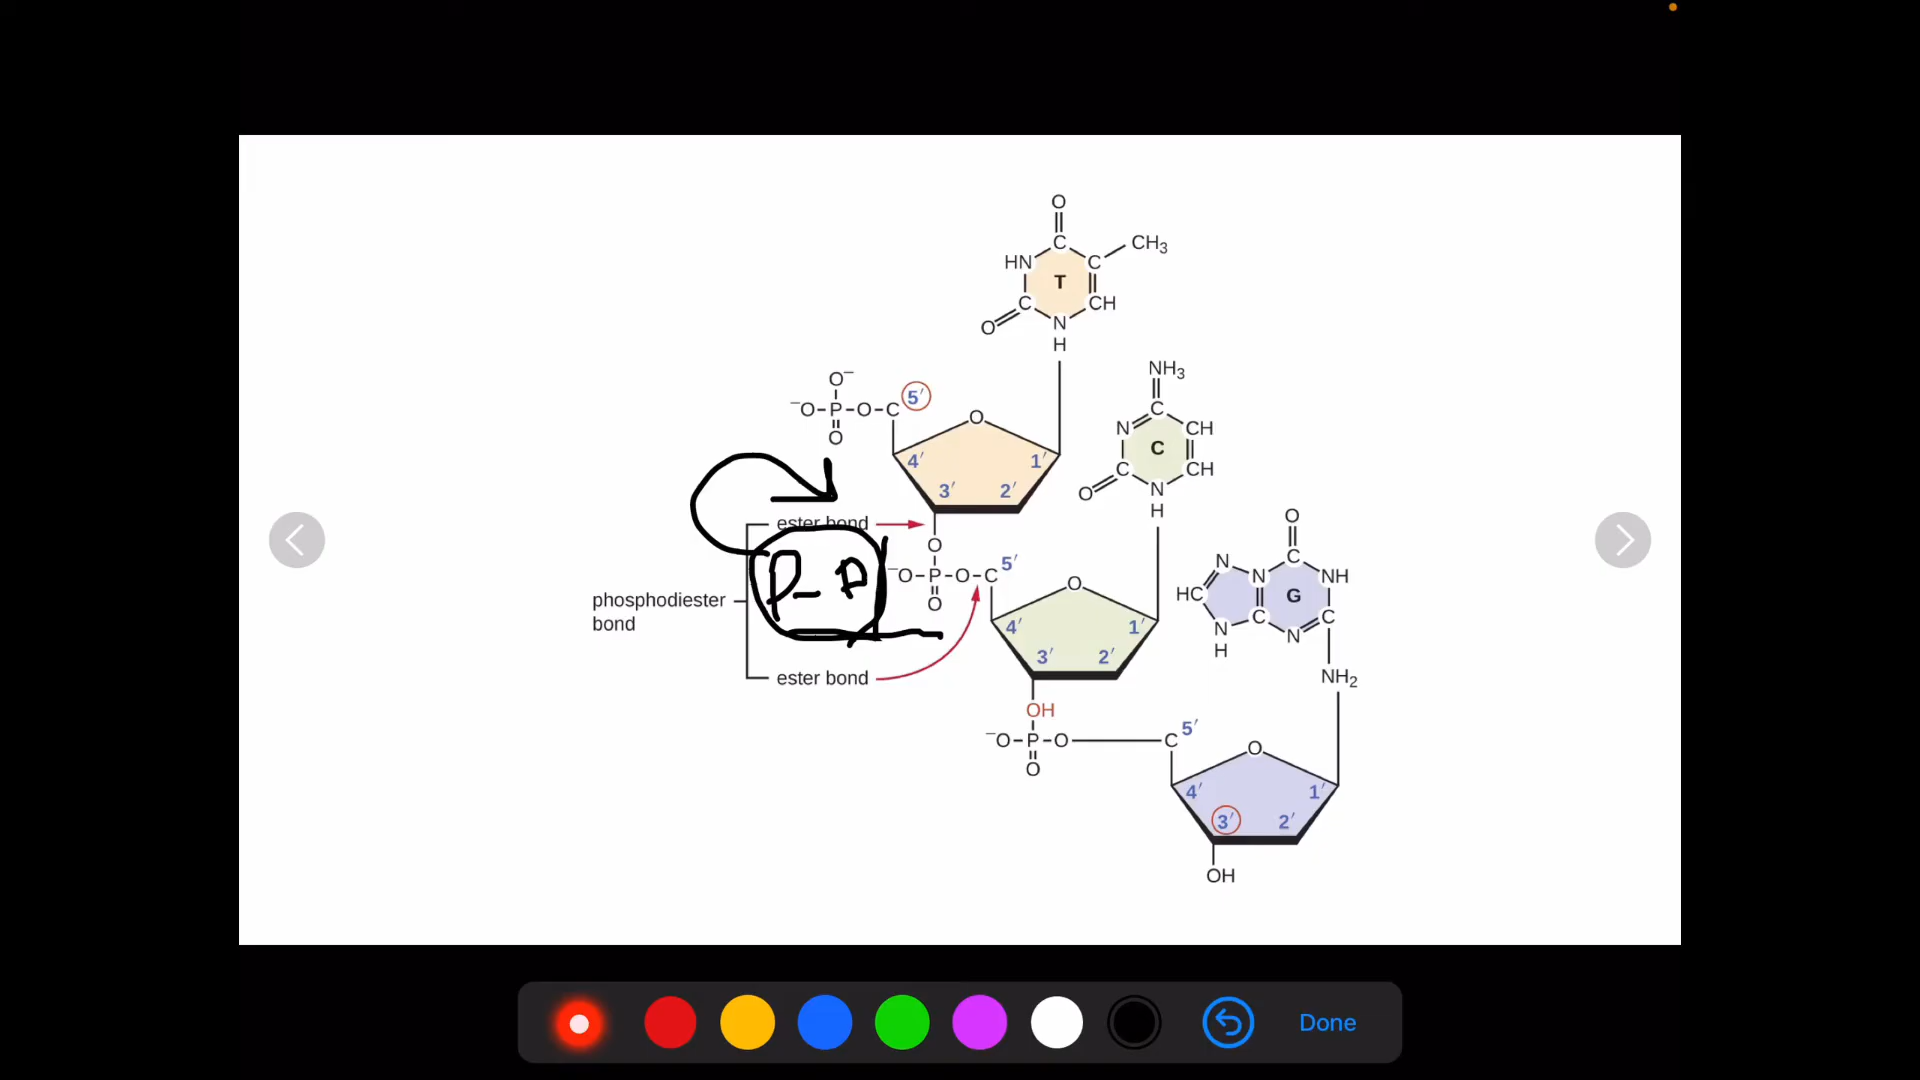 O
C
CH₃
HN
C
T
C
CH
O
N
H
O⁻
⁻O-P-O-C 5′
O
O
4′
1′
3′
2′
NH₃
C
N
CH
C
C
CH
O
N
H
ester bond
P-P
phosphodiester
bond
ester bond
O
⁻O-P-O-C 5′
O
O
4′
1′
3′
2′
O
C
N
N
NH
HC
G
N
C
N
C
H
NH₂
OH
⁻O-P-O
C 5′
O
O
4′
1′
3′
2′
OH
Done